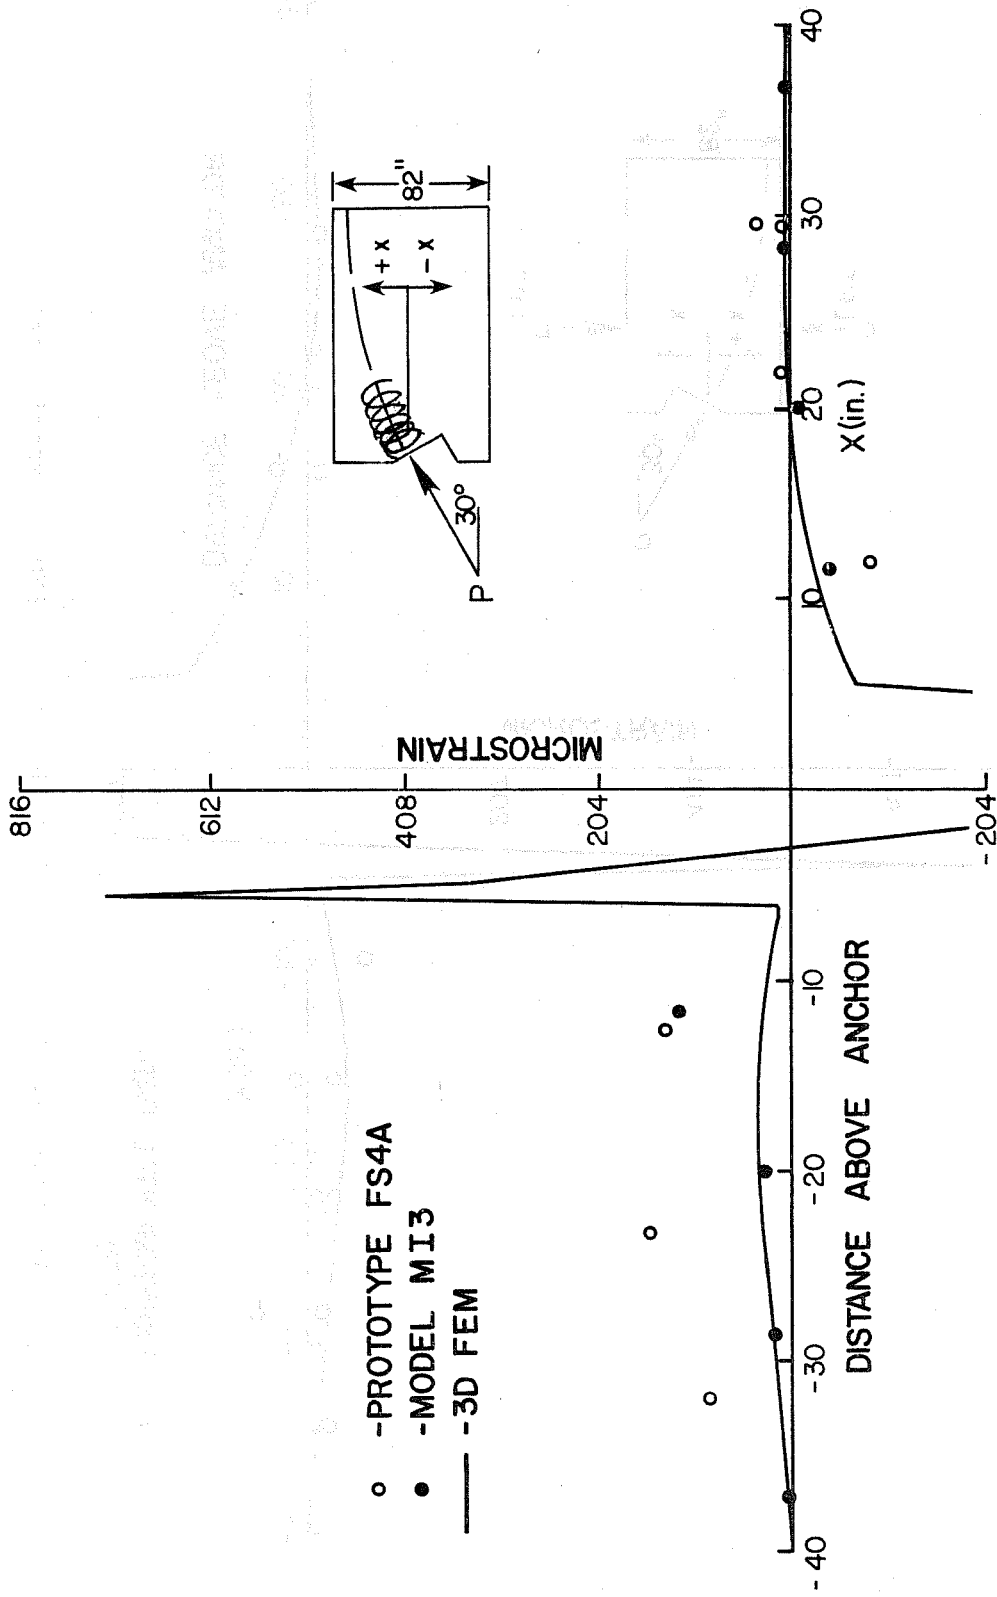 816
612
408
204
-204
MICROSTRAIN
-40
-30
-20
-10
10
20
30
40
X (in.)
DISTANCE ABOVE ANCHOR
o -PROTOTYPE FS4A
● -MODEL MI3
-3D FEM
P
30°
+X
-X
82"